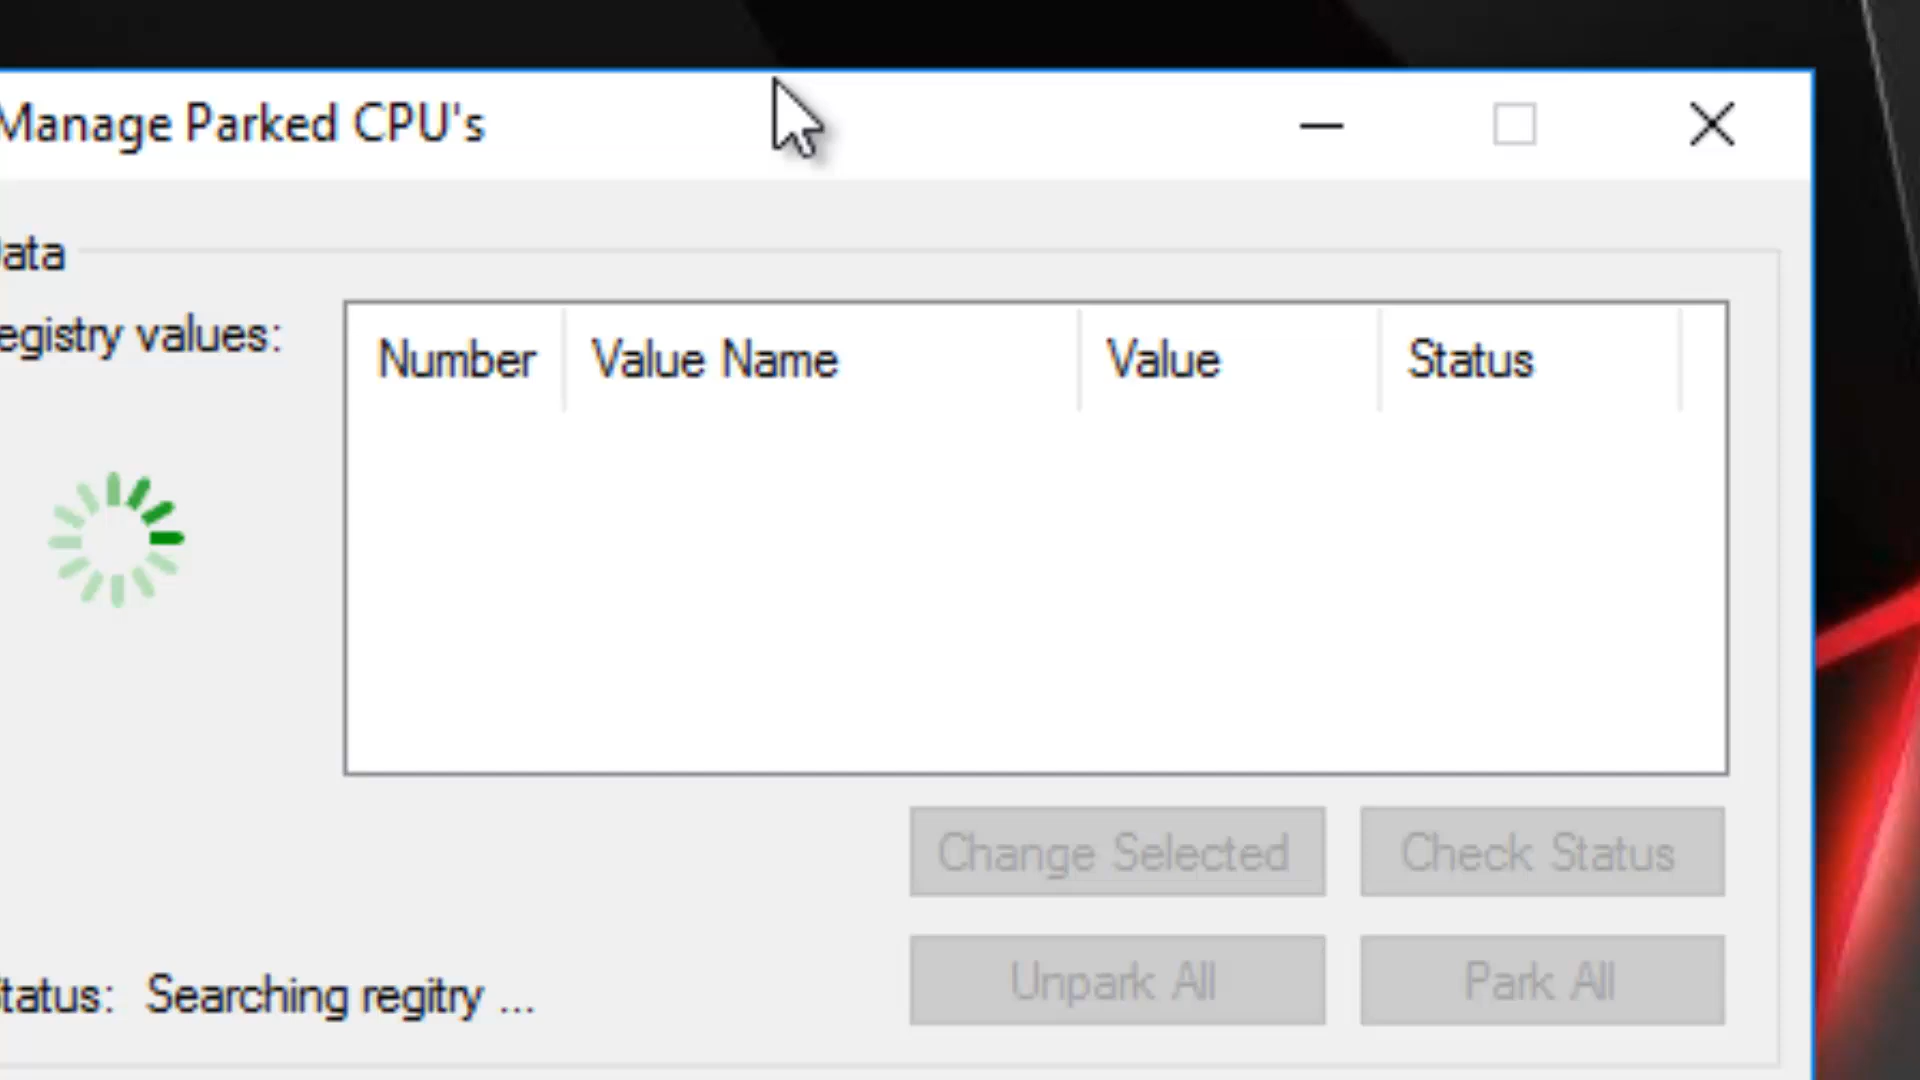 Manage Parked CPU's
ata
egistry values:
Number Value Name Value Status
Change Selected Check Status
Unpark All Park All
tatus: Searching regitry ...